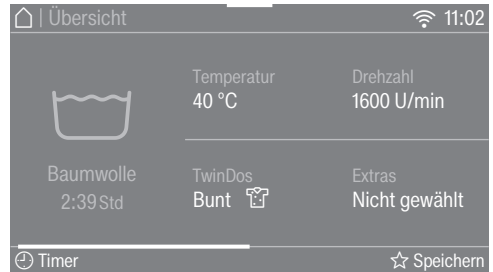 | Übersicht 11:02
Temperatur
40 °C
Drehzahl
1600 U/min
Baumwolle
2:39 Std
TwinDos
Bunt
Extras
Nicht gewählt
Timer
Speichern